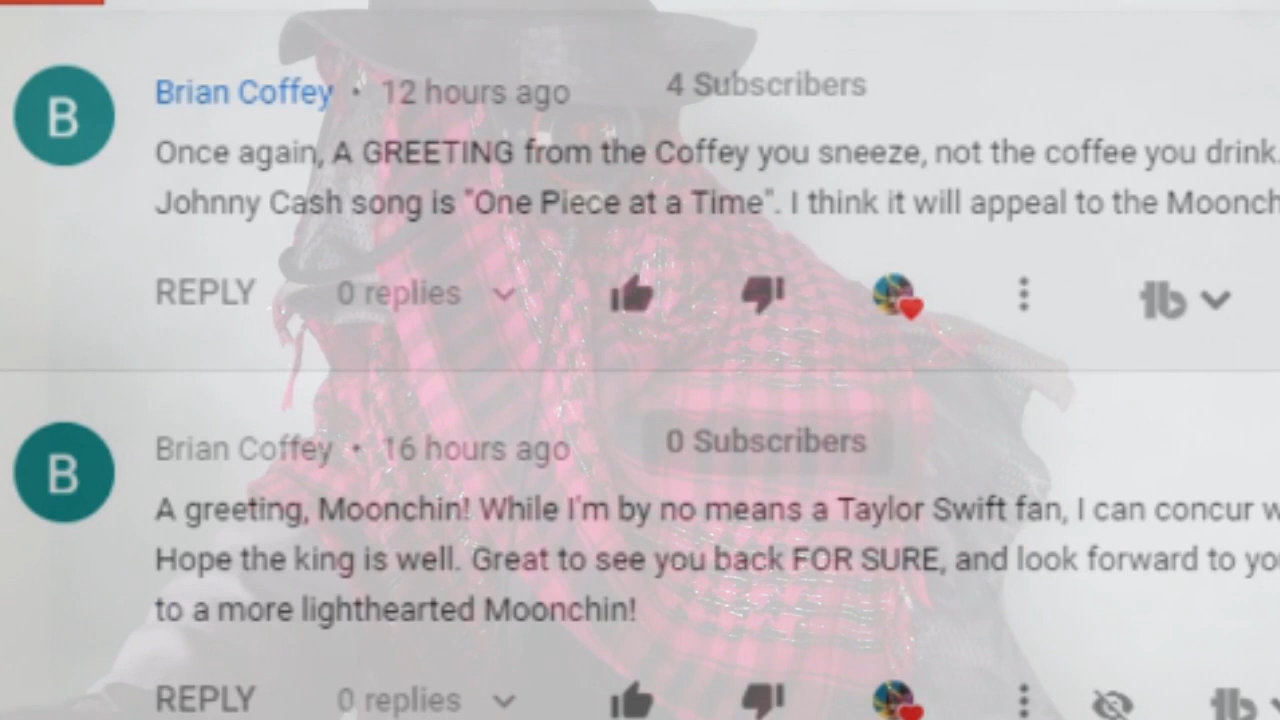 B
Brian Coffey • 12 hours ago 4 Subscribers
Once again, A GREETING from the Coffey you sneeze, not the coffee you drink.
Johnny Cash song is "One Piece at a Time". I think it will appeal to the Moonch
REPLY 0 replies
B
Brian Coffey • 16 hours ago 0 Subscribers
A greeting, Moonchin! While I'm by no means a Taylor Swift fan, I can concur w
Hope the king is well. Great to see you back FOR SURE, and look forward to yo
to a more lighthearted Moonchin!
REPLY 0 replies